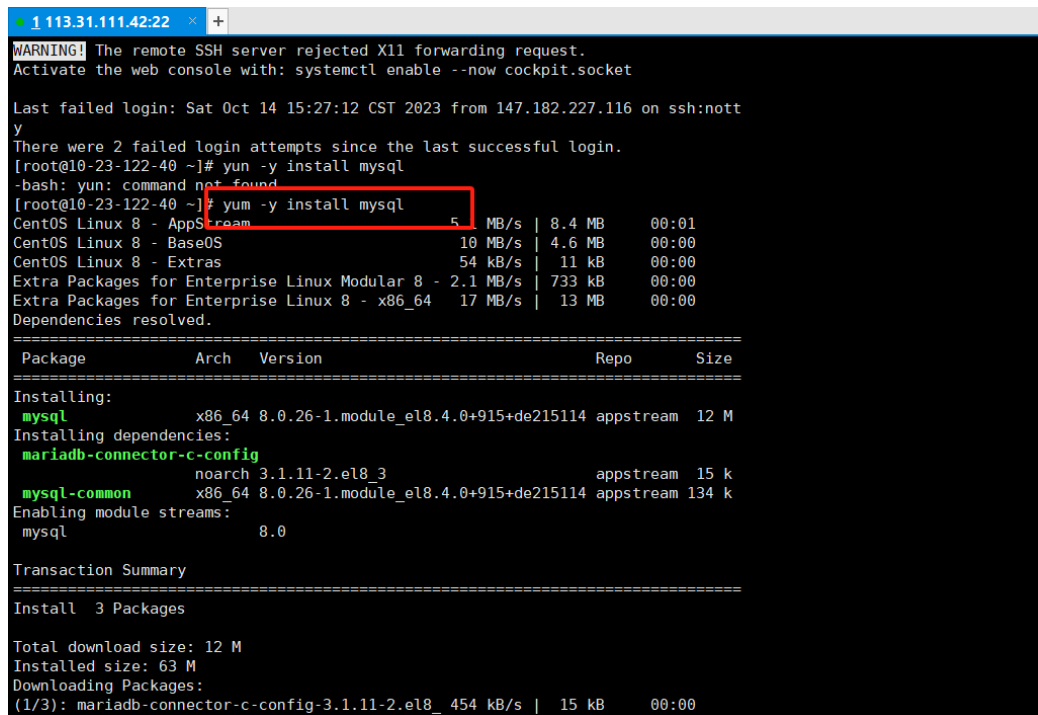 1 113.31.111.42:22 × +
WARNING! The remote SSH server rejected X11 forwarding request.
Activate the web console with: systemctl enable --now cockpit.socket
Last failed login: Sat Oct 14 15:27:12 CST 2023 from 147.182.227.116 on ssh:nott
y
There were 2 failed login attempts since the last successful login.
[root@10-23-122-40 ~]# yun -y install mysql
-bash: yun: command not found
[root@10-23-122-40 ~]# yum -y install mysql
CentOS Linux 8 - AppStream MB/s | 8.4 MB 00:01
CentOS Linux 8 - BaseOS 10 MB/s | 4.6 MB 00:00
CentOS Linux 8 - Extras 54 kB/s | 11 kB 00:00
Extra Packages for Enterprise Linux Modular 8 - 2.1 MB/s | 733 kB 00:00
Extra Packages for Enterprise Linux 8 - x86_64 17 MB/s | 13 MB 00:00
Dependencies resolved.
================================================================================
Package Arch Version Repo Size
================================================================================
Installing:
mysql x86_64 8.0.26-1.module_el8.4.0+915+de215114 appstream 12 M
Installing dependencies:
mariadb-connector-c-config
noarch 3.1.11-2.el8_3 appstream 15 k
mysql-common x86_64 8.0.26-1.module_el8.4.0+915+de215114 appstream 134 k
Enabling module streams:
mysql 8.0
Transaction Summary
================================================================================
Install 3 Packages
Total download size: 12 M
Installed size: 63 M
Downloading Packages:
(1/3): mariadb-connector-c-config-3.1.11-2.el8_ 454 kB/s | 15 kB 00:00